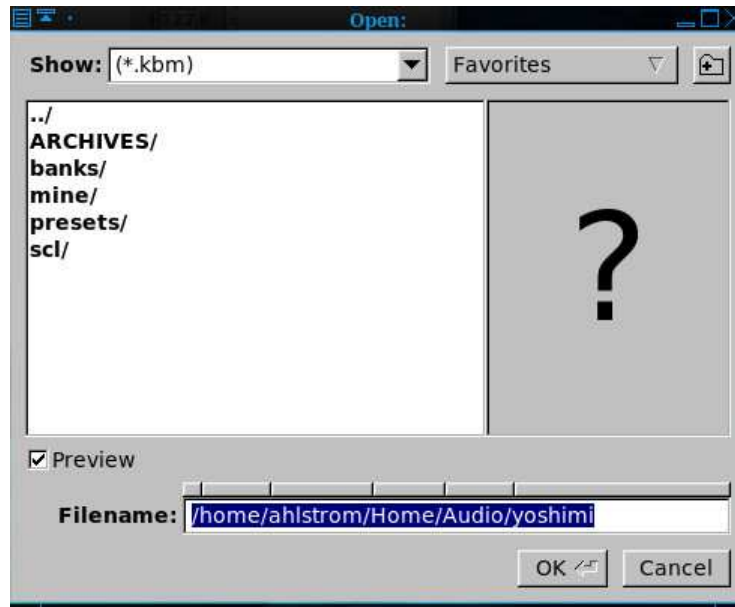 Open:
Show: (*.kbm) Favorites
../
ARCHIVES/
banks/
mine/
presets/
scl/
?
Preview
Filename: /home/ahlstrom/Home/Audio/yoshimi
OK Cancel